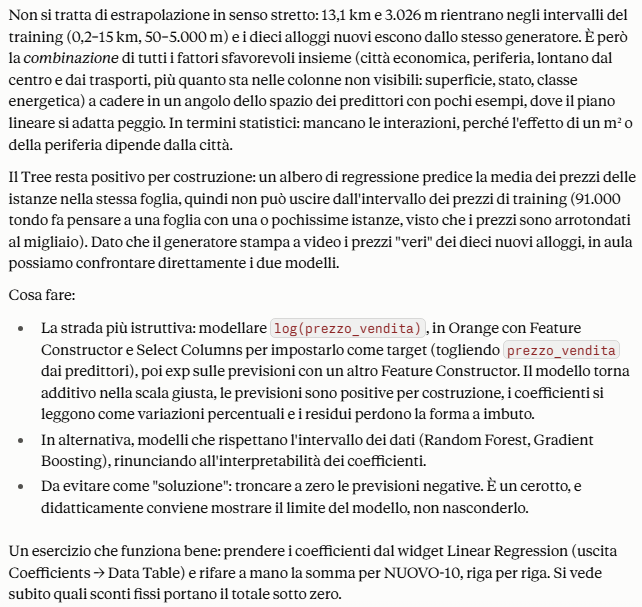 Non si tratta di estrapolazione in senso stretto: 13,1 km e 3.026 m rientrano negli intervalli del
training (0,2–15 km, 50–5.000 m) e i dieci alloggi nuovi escono dallo stesso generatore. È però
la combinazione di tutti i fattori sfavorevoli insieme (città economica, periferia, lontano dal
centro e dai trasporti, più quanto sta nelle colonne non visibili: superficie, stato, classe
energetica) a cadere in un angolo dello spazio dei predittori con pochi esempi, dove il piano
lineare si adatta peggio. In termini statistici: mancano le interazioni, perché l'effetto di un m² o
della periferia dipende dalla città.
Il Tree resta positivo per costruzione: un albero di regressione predice la media dei prezzi delle
istanze nella stessa foglia, quindi non può uscire dall'intervallo dei prezzi di training (91.000
tondo fa pensare a una foglia con una o pochissime istanze, visto che i prezzi sono arrotondati
al migliaio). Dato che il generatore stampa a video i prezzi "veri" dei dieci nuovi alloggi, in aula
possiamo confrontare direttamente i due modelli.
Cosa fare:
• La strada più istruttiva: modellare log(prezzo_vendita), in Orange con Feature
Constructor e Select Columns per impostarlo come target (togliendo prezzo_vendita
dai predittori), poi exp sulle previsioni con un altro Feature Constructor. Il modello torna
additivo nella scala giusta, le previsioni sono positive per costruzione, i coefficienti si
leggono come variazioni percentuali e i residui perdono la forma a imbuto.
• In alternativa, modelli che rispettano l'intervallo dei dati (Random Forest, Gradient
Boosting), rinunciando all'interpretabilità dei coefficienti.
• Da evitare come "soluzione": troncare a zero le previsioni negative. È un cerotto, e
didatticamente conviene mostrare il limite del modello, non nasconderlo.
Un esercizio che funziona bene: prendere i coefficienti dal widget Linear Regression (uscita
Coefficients → Data Table) e rifare a mano la somma per NUOVO-10, riga per riga. Si vede
subito quali sconti fissi portano il totale sotto zero.